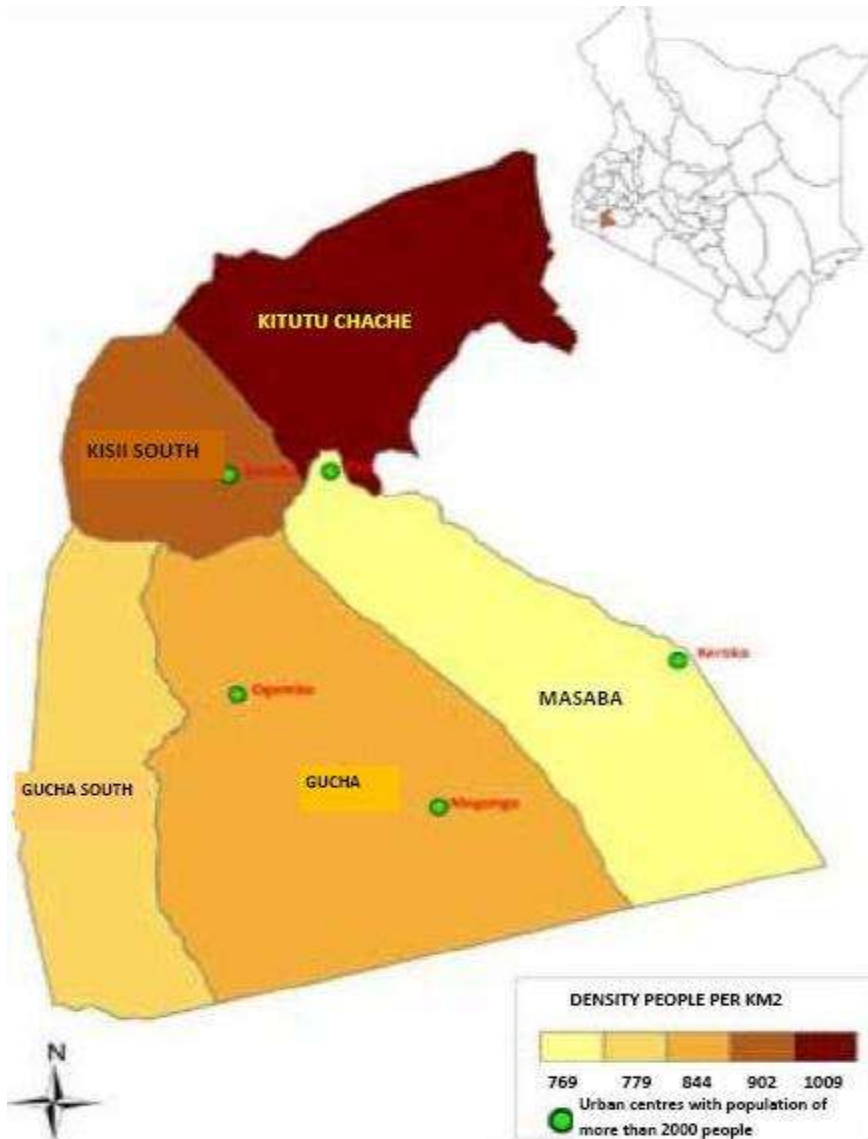 KITUTU CHACHE
KISII SOUTH
Keroka
MASABA
Ogembo
GUCHA SOUTH
GUCHA
DENSITY PEOPLE PER KM2
769 779 844 902 1009
N
Urban centres with population of
more than 2000 people